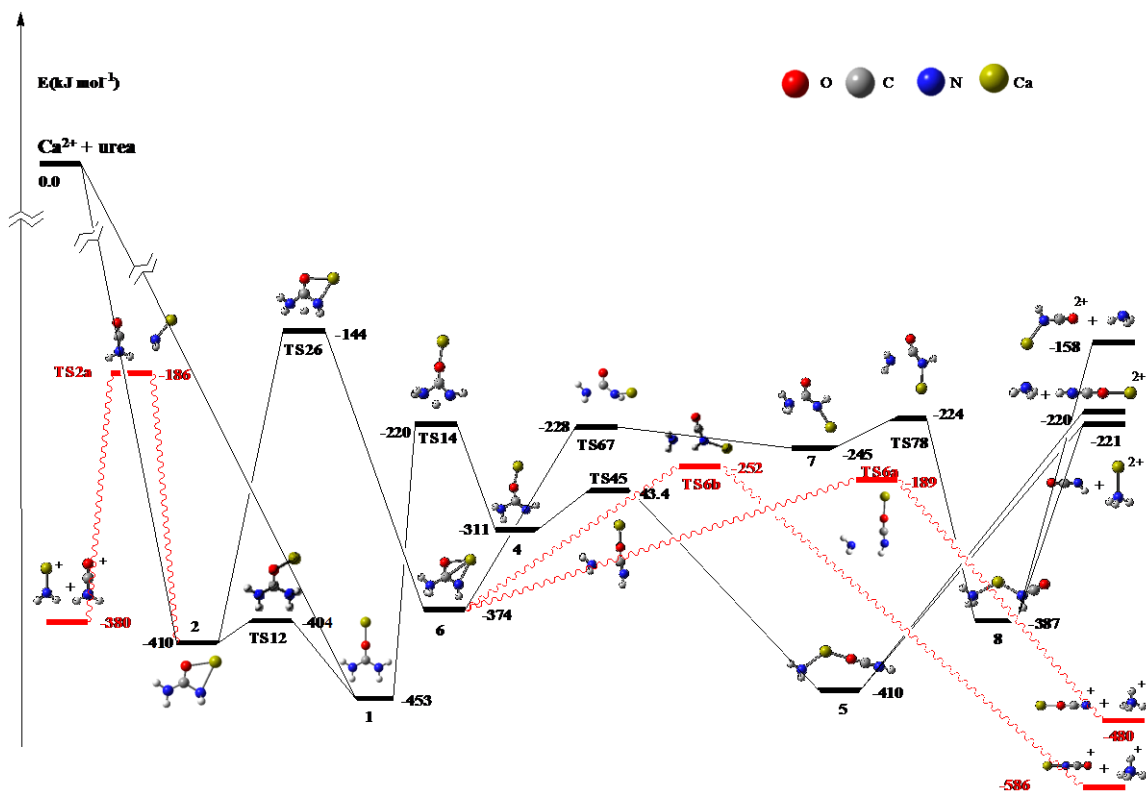 E(kJ mol⁻¹)
O C N Ca
Ca²⁺ + urea
0.0
TS2a -186
TS26 -144
-220 TS14
-228 TS67
TS45 43.4
TS6b -252
7 -245
TS78 -224
TS6a -189
2+
-158 +
+ 2+
-220
-221
+ 2+
-311 4
6 -374
+ + +
-380
-410 2
TS12 -404
1 -453
5 -410
8 -387
+ + +
-480
+ + +
-586